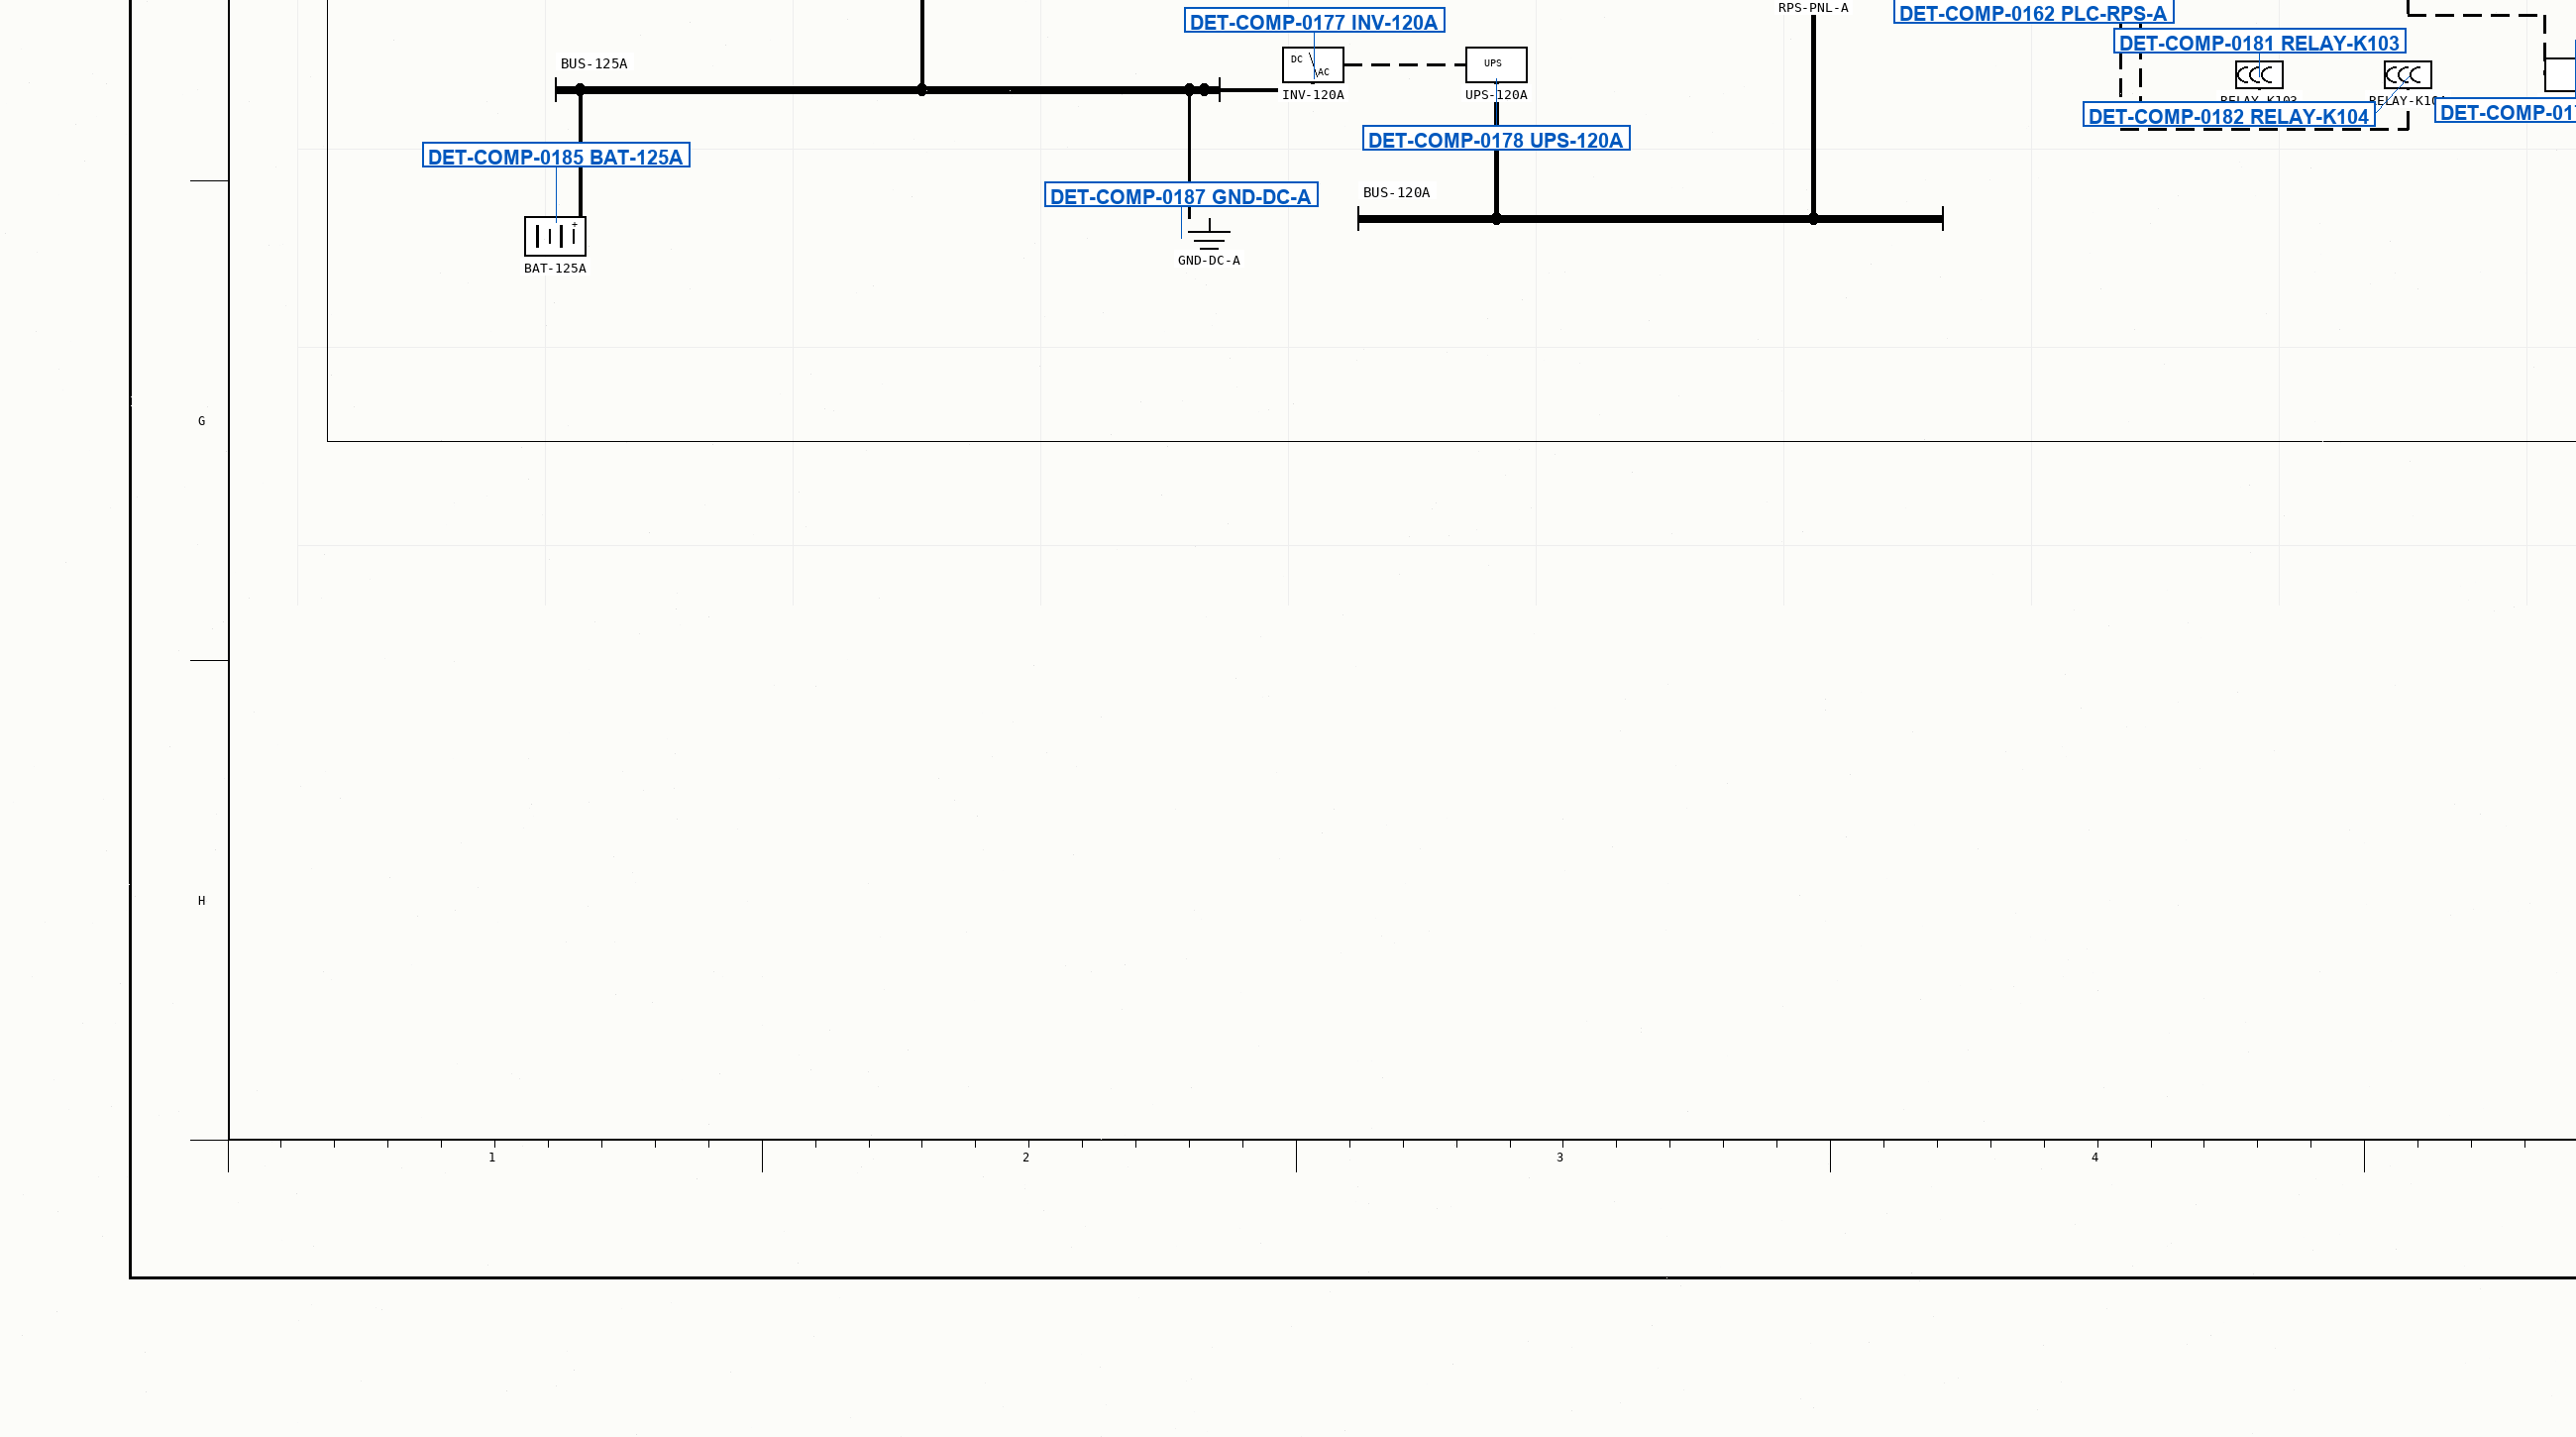 RPS-PNL-A
DET-COMP-0162 PLC-RPS-A
DET-COMP-0177 INV-120A
DET-COMP-0181 RELAY-K103
BUS-125A
DC
AC
UPS
INV-120A
UPS-120A
RELAY-K103
DET-COMP-0182 RELAY-K104
DET-COMP-0178 UPS-120A
DET-COMP-0185 BAT-125A
DET-COMP-0187 GND-DC-A
BUS-120A
+
BAT-125A
GND-DC-A
G
H
1
2
3
4